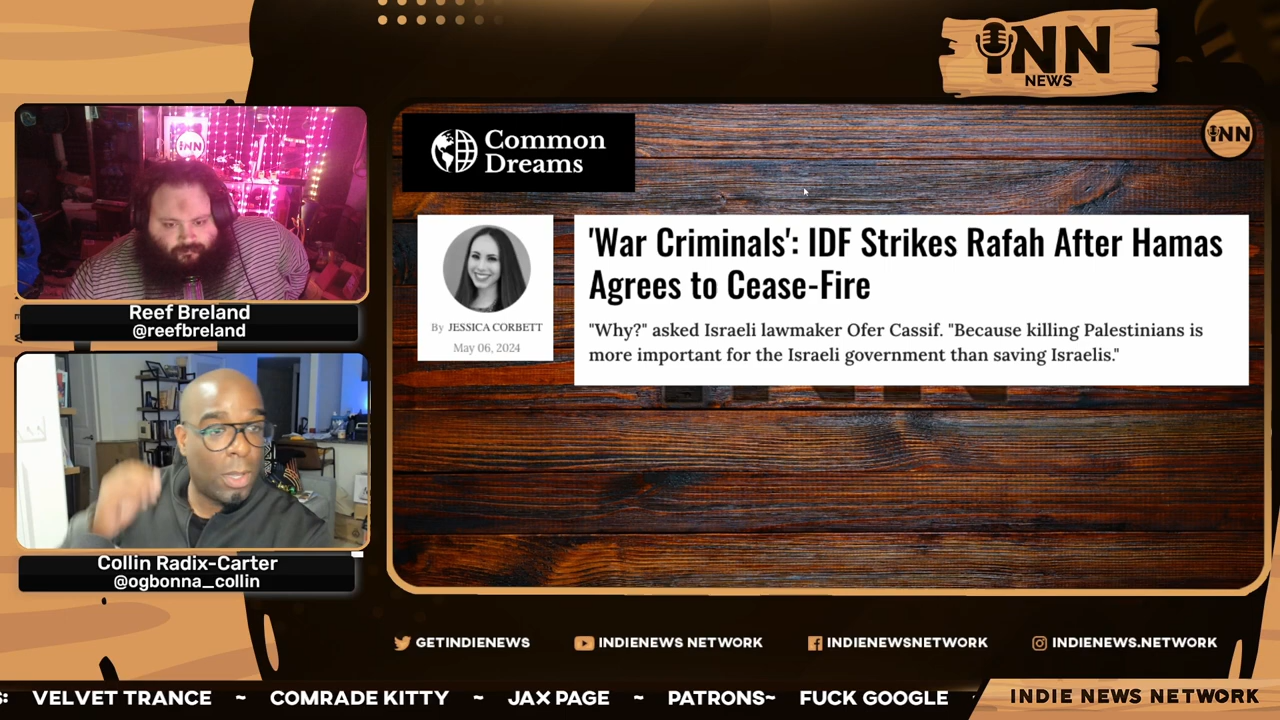 iNN
NEWS
iNN
Common
Dreams
iNN
'War Criminals': IDF Strikes Rafah After Hamas
Agrees to Cease-Fire
By JESSICA CORBETT
May 06, 2024
"Why?" asked Israeli lawmaker Ofer Cassif. "Because killing Palestinians is
more important for the Israeli government than saving Israelis."
Reef Breland
@reefbreland
Collin Radix-Carter
@ogbonna_collin
GETINDIENEWS
INDIENEWS NETWORK
INDIENEWSNETWORK
INDIENEWS.NETWORK
S: VELVET TRANCE ~ COMRADE KITTY ~ JAX PAGE ~ PATRONS~ FUCK GOOGLE
INDIE NEWS NETWORK